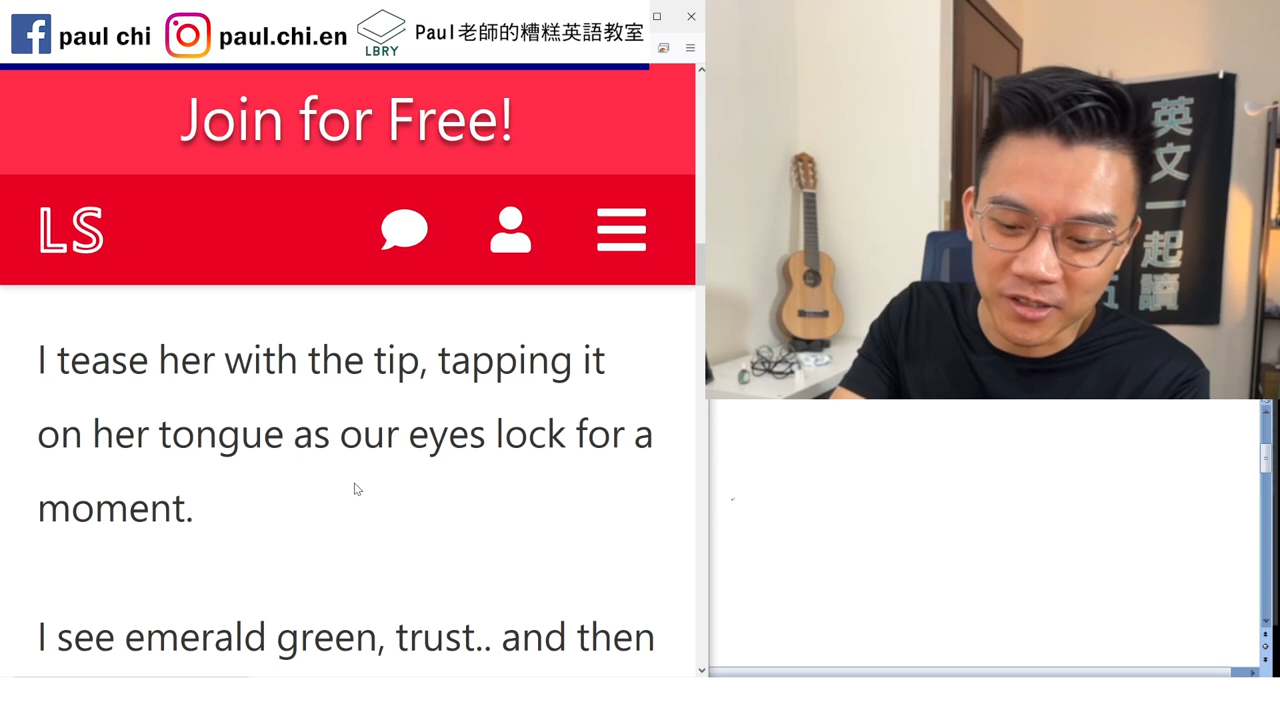 paul chi
paul.chi.en
LBRY
Paul老師的糟糕英語教室
Join for Free!
LS
I tease her with the tip, tapping it
on her tongue as our eyes lock for a
moment.
I see emerald green, trust.. and then
英文一起讀